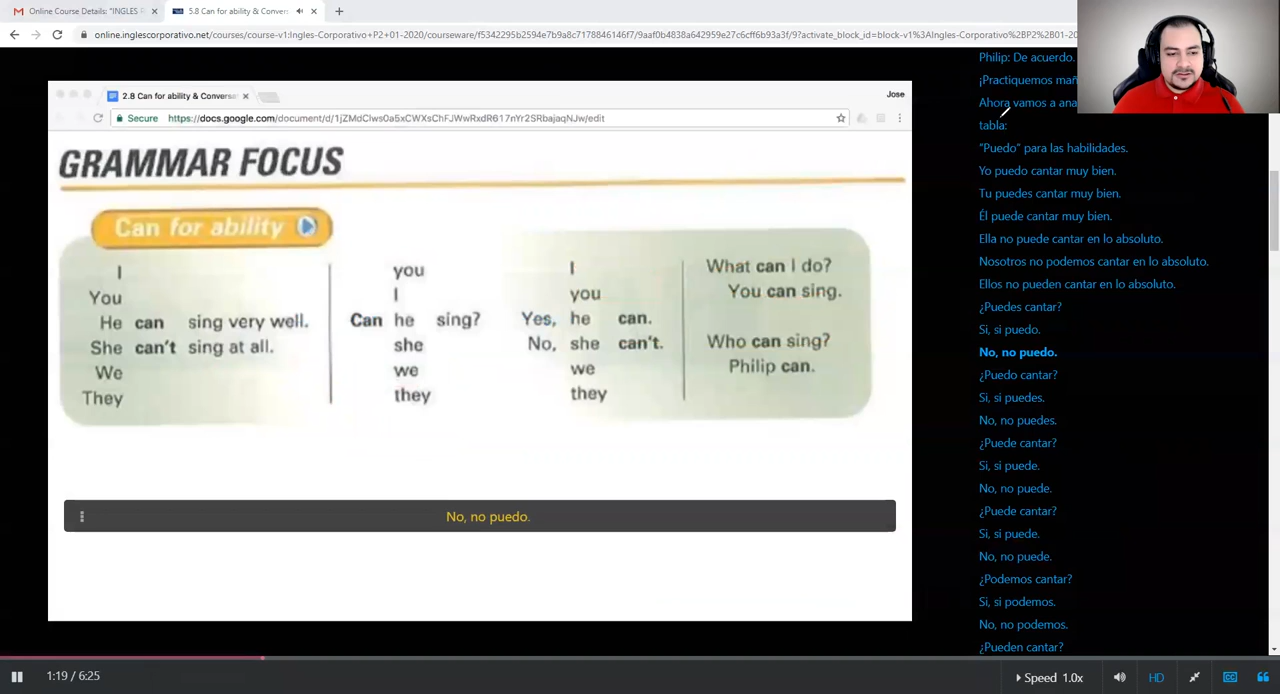 Online Course Details: "INGLES R
5.8 Can for ability & Convers
online.inglescorporativo.net/courses/course-v1:Ingles-Corporativo+P2+01-2020/courseware/
2.8 Can for ability & Conversa
Jose
Secure https://docs.google.com/document/d/1jZMdClws0a5xCWXsChFJWwRxdR617nYr2SRbajaqNJw/edit
GRAMMAR FOCUS
Can for ability
I
You
He can sing very well.
She can't sing at all.
We
They
you
I
Can he sing?
she
we
they
I
you
Yes, he can.
No, she can't.
we
they
What can I do?
You can sing.
Who can sing?
Philip can.
No, no puedo.
Philip: De acuerdo.
¡Practiquemos
Ahora vamos a
tabla:
"Puedo" para las habilidades.
Yo puedo cantar muy bien.
Tu puedes cantar muy bien.
Él puede cantar muy bien.
Ella no puede cantar en lo absoluto.
Nosotros no podemos cantar en lo absoluto.
Ellos no pueden cantar en lo absoluto.
¿Puedes cantar?
Si, si puedo.
No, no puedo.
¿Puedo cantar?
Si, si puedes.
No, no puedes.
¿Puede cantar?
Si, si puede.
No, no puede.
¿Puede cantar?
Si, si puede.
No, no puede.
¿Podemos cantar?
Si, si podemos.
No, no podemos.
¿Pueden cantar?
1:19 / 6:25
Speed 1.0x
HD
CC